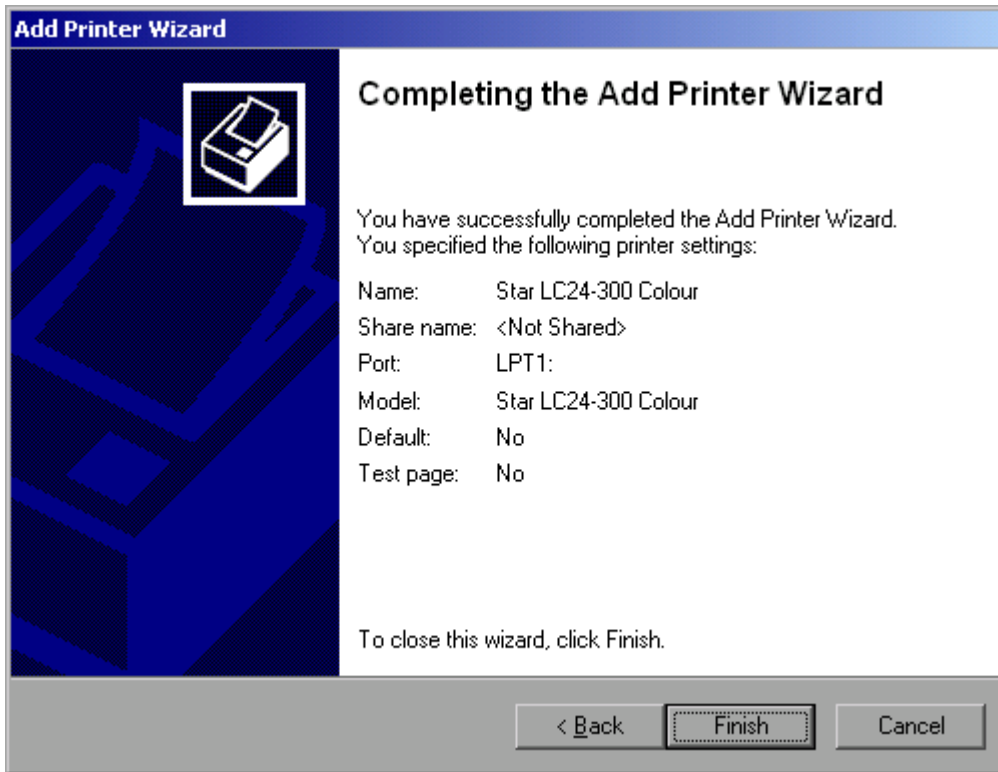 Add Printer Wizard
Completing the Add Printer Wizard
You have successfully completed the Add Printer Wizard.
You specified the following printer settings:
Name: Star LC24-300 Colour
Share name: <Not Shared>
Port: LPT1:
Model: Star LC24-300 Colour
Default: No
Test page: No
To close this wizard, click Finish.
< Back Finish Cancel